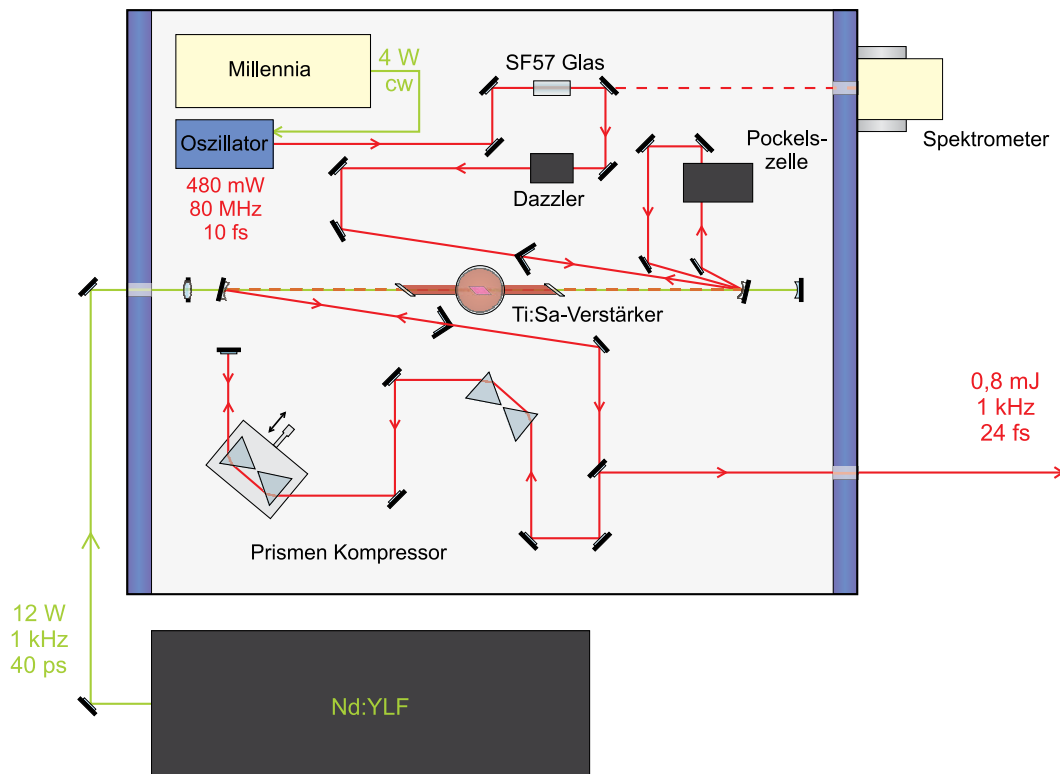 Millennia
4 W
cw
SF57 Glas
Oszillator
480 mW
80 MHz
10 fs
Dazzler
Pockels-
zelle
Spektrometer
Ti:Sa-Verstärker
0,8 mJ
1 kHz
24 fs
Prismen Kompressor
12 W
1 kHz
40 ps
Nd:YLF